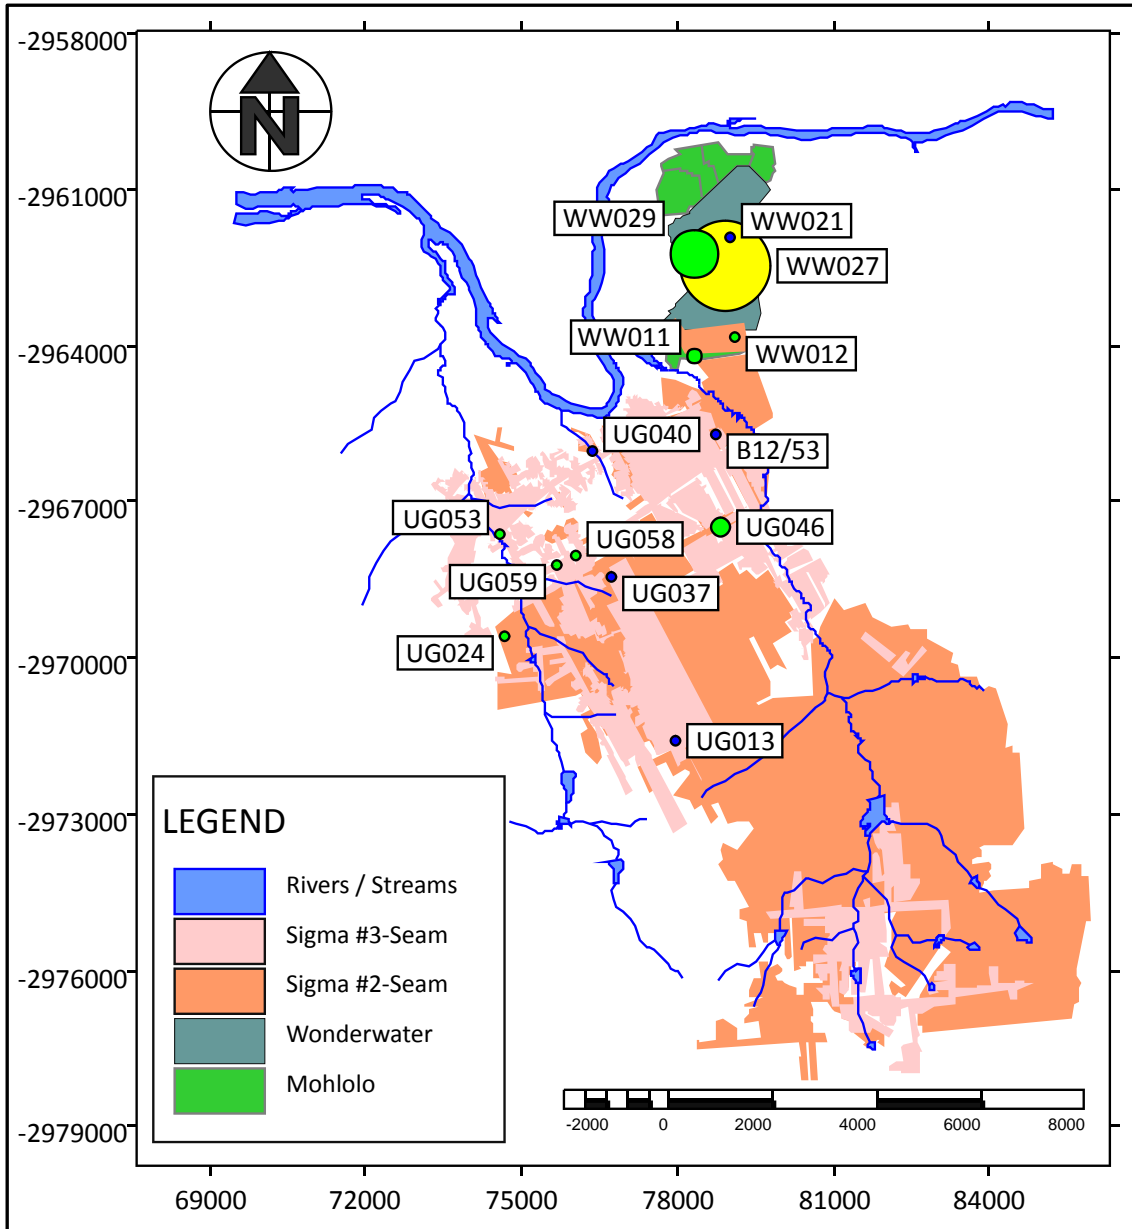 -2958000
N
-2961000
WW029
WW021
WW027
WW011
WW012
-2964000
UG040
B12/53
-2967000
UG053
UG058
UG046
UG059
UG037
UG024
-2970000
UG013
-2973000
LEGEND
Rivers / Streams
Sigma #3-Seam
Sigma #2-Seam
Wonderwater
Mohlolo
-2976000
-2979000
-2000 0 2000 4000 6000 8000
69000 72000 75000 78000 81000 84000